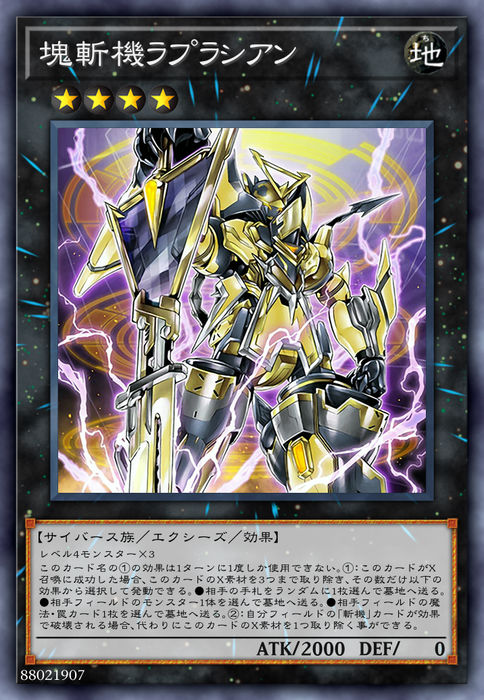 塊斬機ラプラシアン
ち
地
【サイバース族／エクシーズ／効果】
レベル4モンスター×3
このカード名の①の効果は1ターンに1度しか使用できない。①：このカードがX
召喚に成功した場合、このカードのX素材を3つまで取り除き、その数だけ以下の
効果から選択して発動できる。●相手の手札をランダムに1枚選んで墓地へ送る。
●相手フィールドのモンスター1体を選んで墓地へ送る。●相手フィールドの魔
法・罠カード1枚を選んで墓地へ送る。②：自分フィールドの「斬機」カードが効果
で破壊される場合、代わりにこのカードのX素材を1つ取り除く事ができる。
ATK/2000 DEF/ 0
88021907